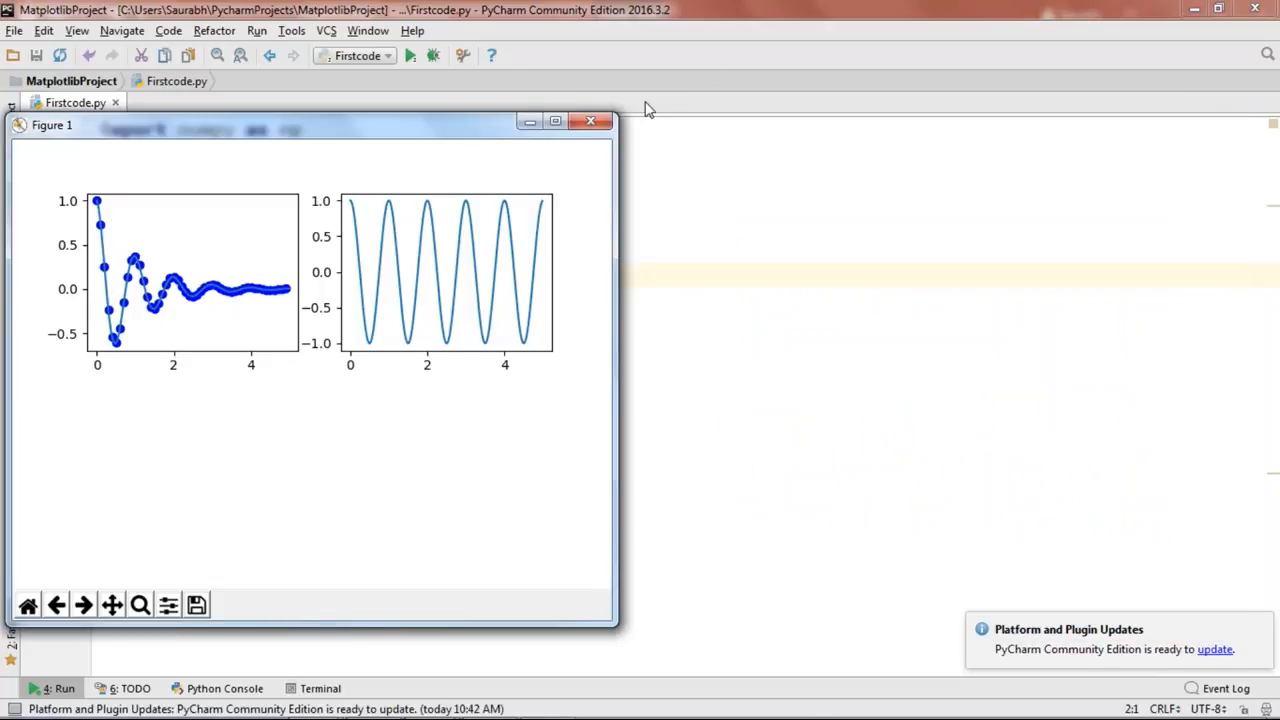 MatplotlibProject - [C:\Users\Saurabh\PycharmProjects\MatplotlibProject] - ...\Firstcode.py - PyCharm Community Edition 2016.3.2
File Edit View Navigate Code Refactor Run Tools VCS Window Help
Firstcode
MatplotlibProject Firstcode.py
Firstcode.py
Figure 1
import numpy as np
1.0 1.0
0.5
0.5
0.0
0.0
−0.5
−0.5
−1.0
0 2 4 0 2 4
Platform and Plugin Updates
PyCharm Community Edition is ready to update.
4: Run 6: TODO Python Console Terminal Event Log
Platform and Plugin Updates: PyCharm Community Edition is ready to update. (today 10:42 AM) 2:1 CRLF÷ UTF-8÷